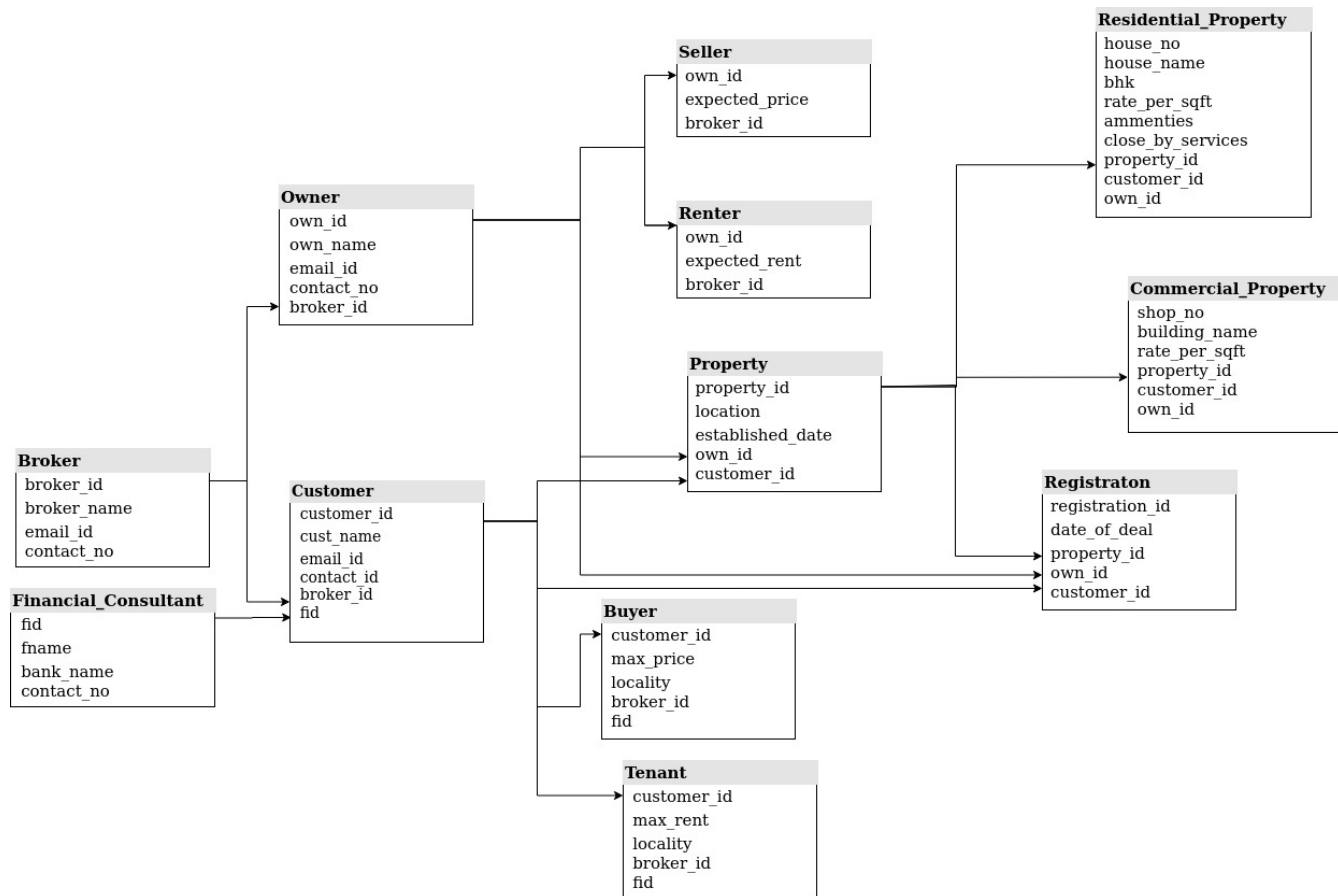 Residential_Property
house_no
house_name
bhk
rate_per_sqft
ammenties
close_by_services
property_id
customer_id
own_id
Seller
own_id
expected_price
broker_id
Owner
own_id
own_name
email_id
contact_no
broker_id
Renter
own_id
expected_rent
broker_id
Commercial_Property
shop_no
building_name
rate_per_sqft
property_id
customer_id
own_id
Property
property_id
location
established_date
own_id
customer_id
Broker
broker_id
broker_name
email_id
contact_no
Customer
customer_id
cust_name
email_id
contact_id
broker_id
fid
Registraton
registration_id
date_of_deal
property_id
own_id
customer_id
Financial_Consultant
fid
fname
bank_name
contact_no
Buyer
customer_id
max_price
locality
broker_id
fid
Tenant
customer_id
max_rent
locality
broker_id
fid